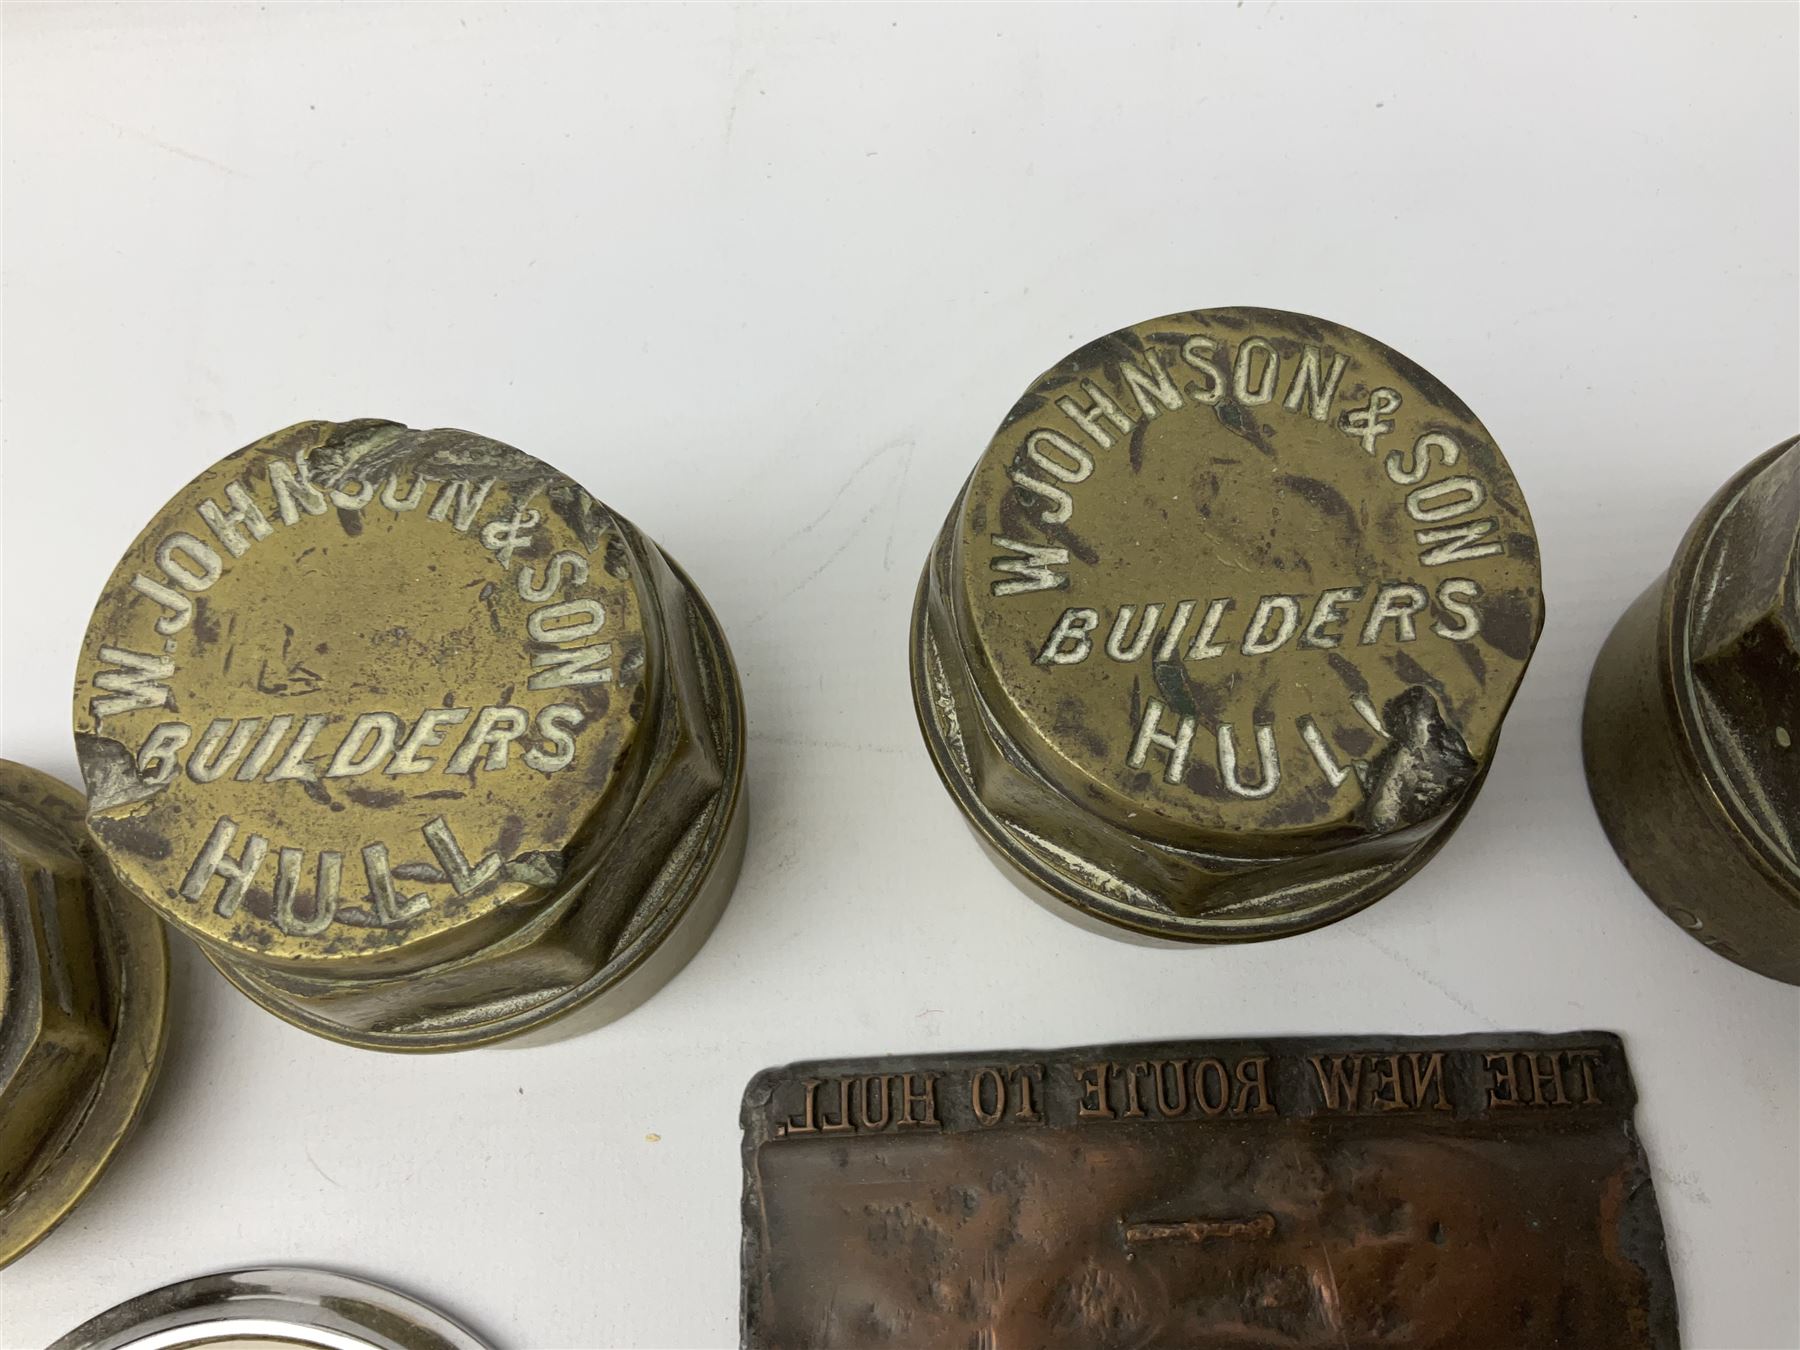 W. JOHNSON & SON
BUILDERS
HULL
W JOHNSON & SON
BUILDERS
HULL
THE NEW ROUTE TO HULL